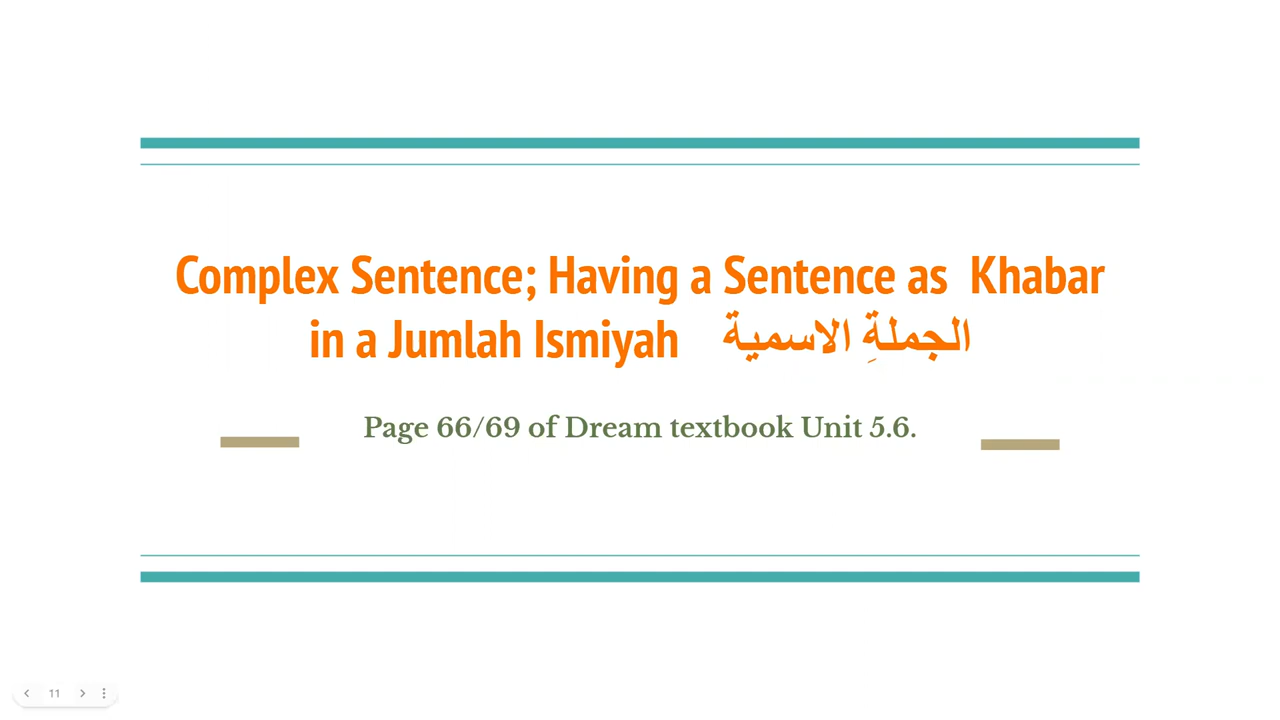 Complex Sentence; Having a Sentence as Khabar
in a Jumlah Ismiyah الجملةِ الاسمية
Page 66/69 of Dream textbook Unit 5.6.
11